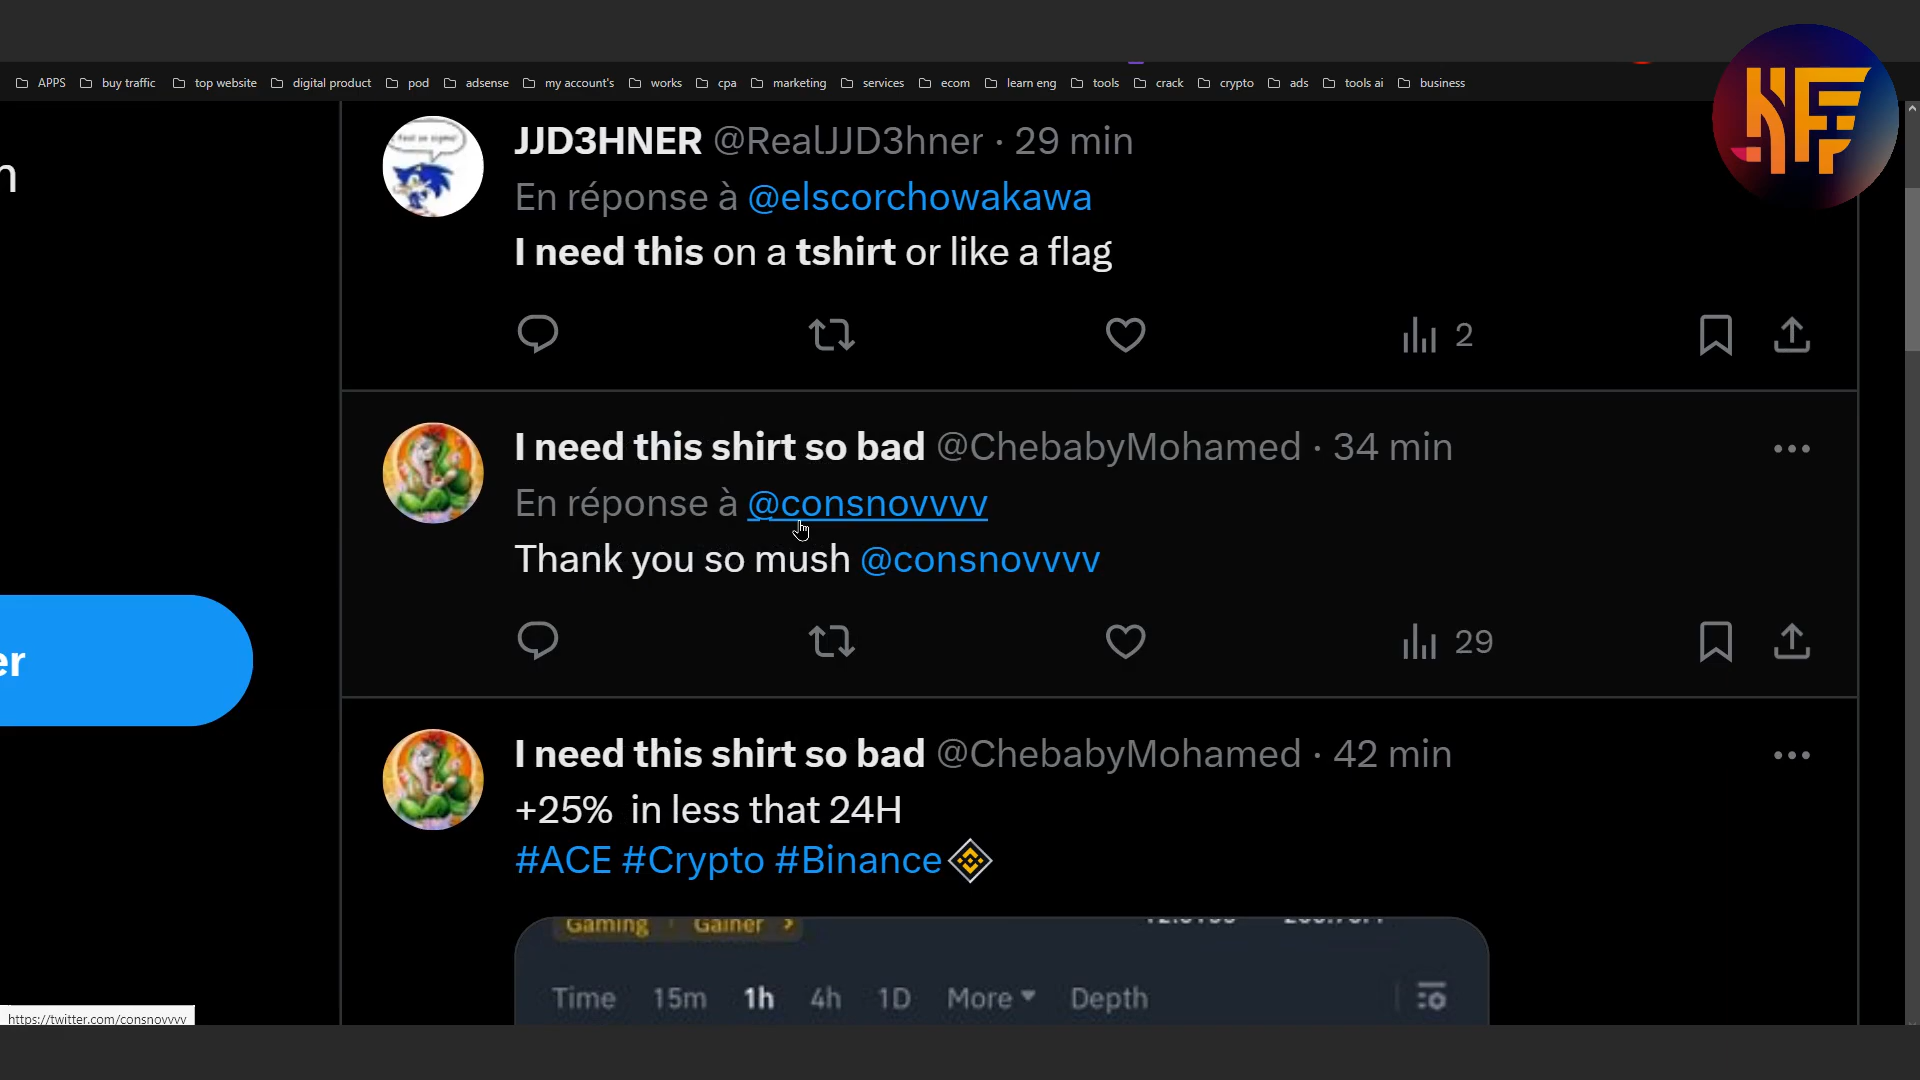 APPS buy traffic top website digital product pod adsense my account's works cpa marketing services ecom learn eng tools crack crypto ads tools ai business
JJD3HNER @RealJJD3hner · 29 min
En réponse à @elscorchowakawa
I need this on a tshirt or like a flag
2
I need this shirt so bad @ChebabyMohamed · 34 min
En réponse à @consnovvvv
Thank you so mush @consnovvvv
29
er
I need this shirt so bad @ChebabyMohamed · 42 min
+25% in less that 24H
#ACE #Crypto #Binance
Gaming Gainer
Time 15m 1h 4h 1D More Depth
https://twitter.com/consnovvvv